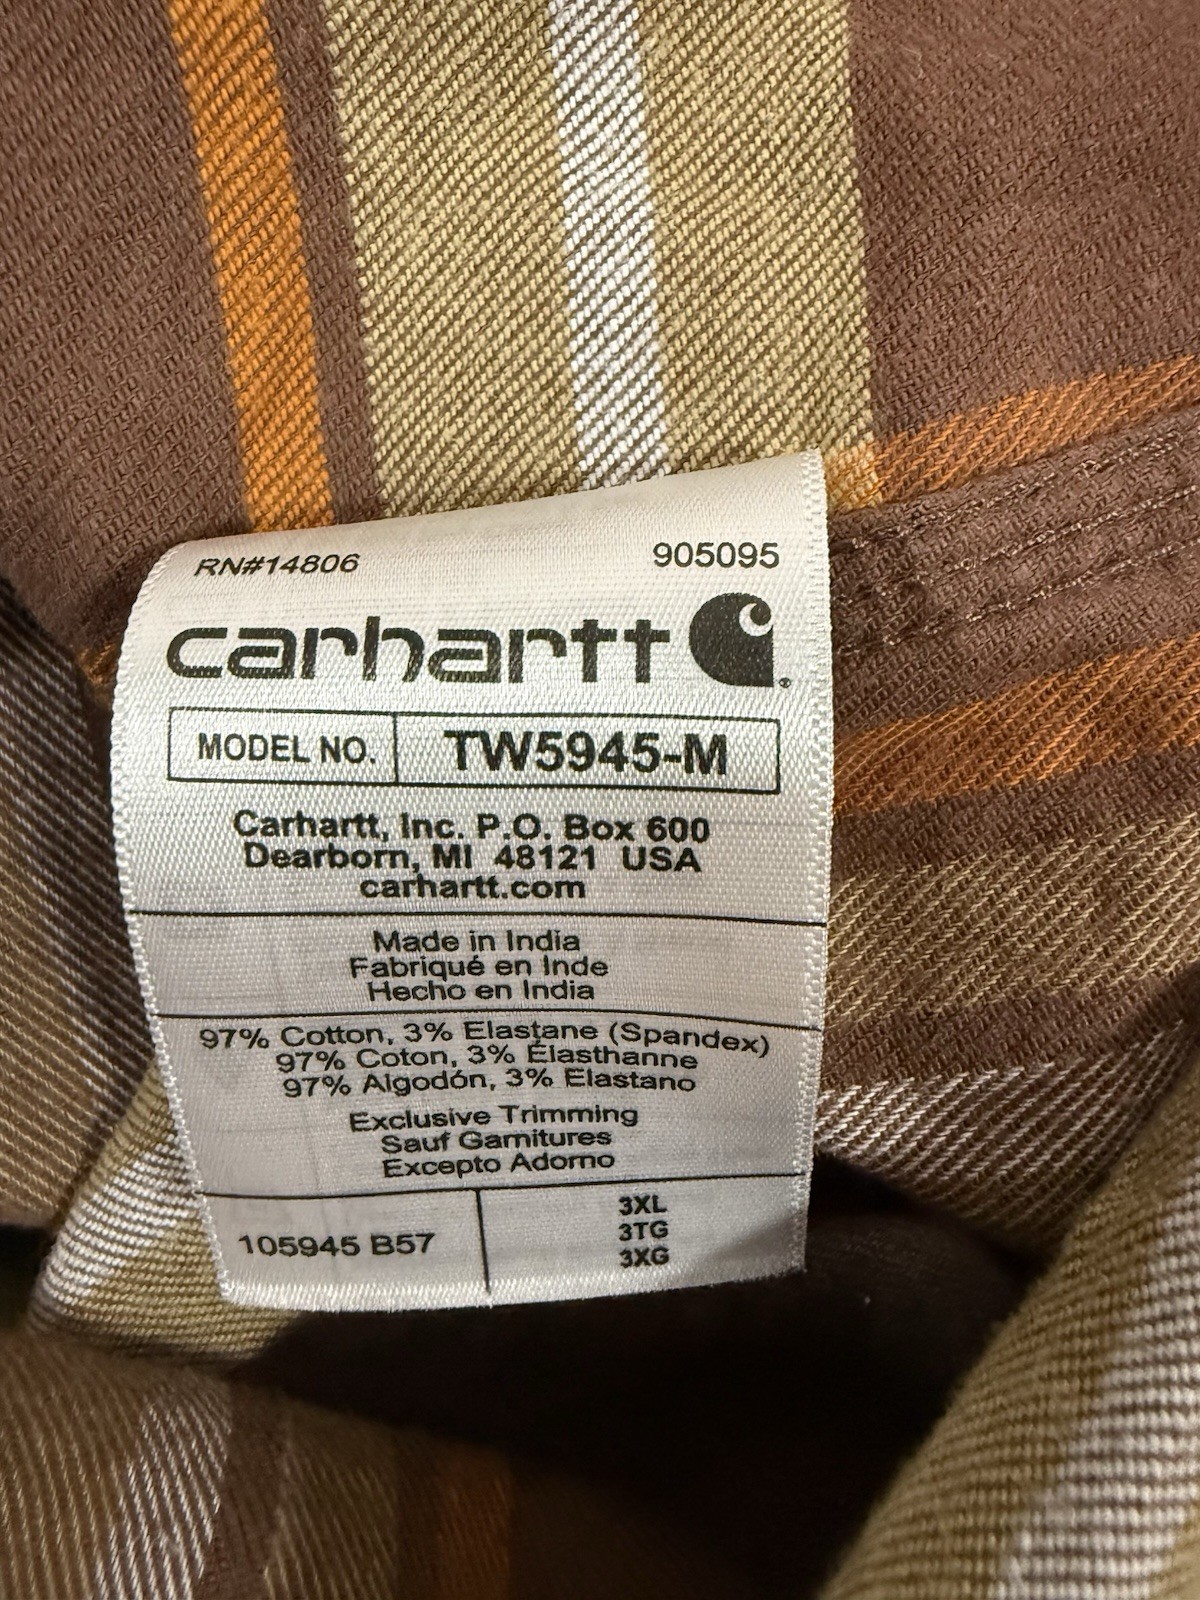 RN#14806 905095
carhartt
MODEL NO. TW5945-M
Carhartt, Inc. P.O. Box 600
Dearborn, MI 48121 USA
carhartt.com
Made in India
Fabriqué en Inde
Hecho en India
97% Cotton, 3% Elastane (Spandex)
97% Coton, 3% Élasthanne
97% Algodón, 3% Elastano
Exclusive Trimming
Sauf Garnitures
Excepto Adorno
105945 B57
3XL
3TG
3XG